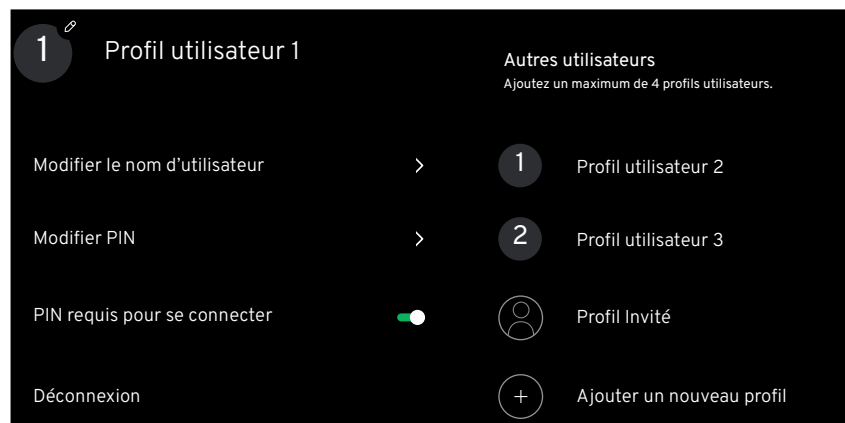 1
Profil utilisateur 1
Modifier le nom d’utilisateur
Modifier PIN
PIN requis pour se connecter
Déconnexion
Autres utilisateurs
Ajoutez un maximum de 4 profils utilisateurs.
1
Profil utilisateur 2
2
Profil utilisateur 3
Profil Invité
Ajouter un nouveau profil